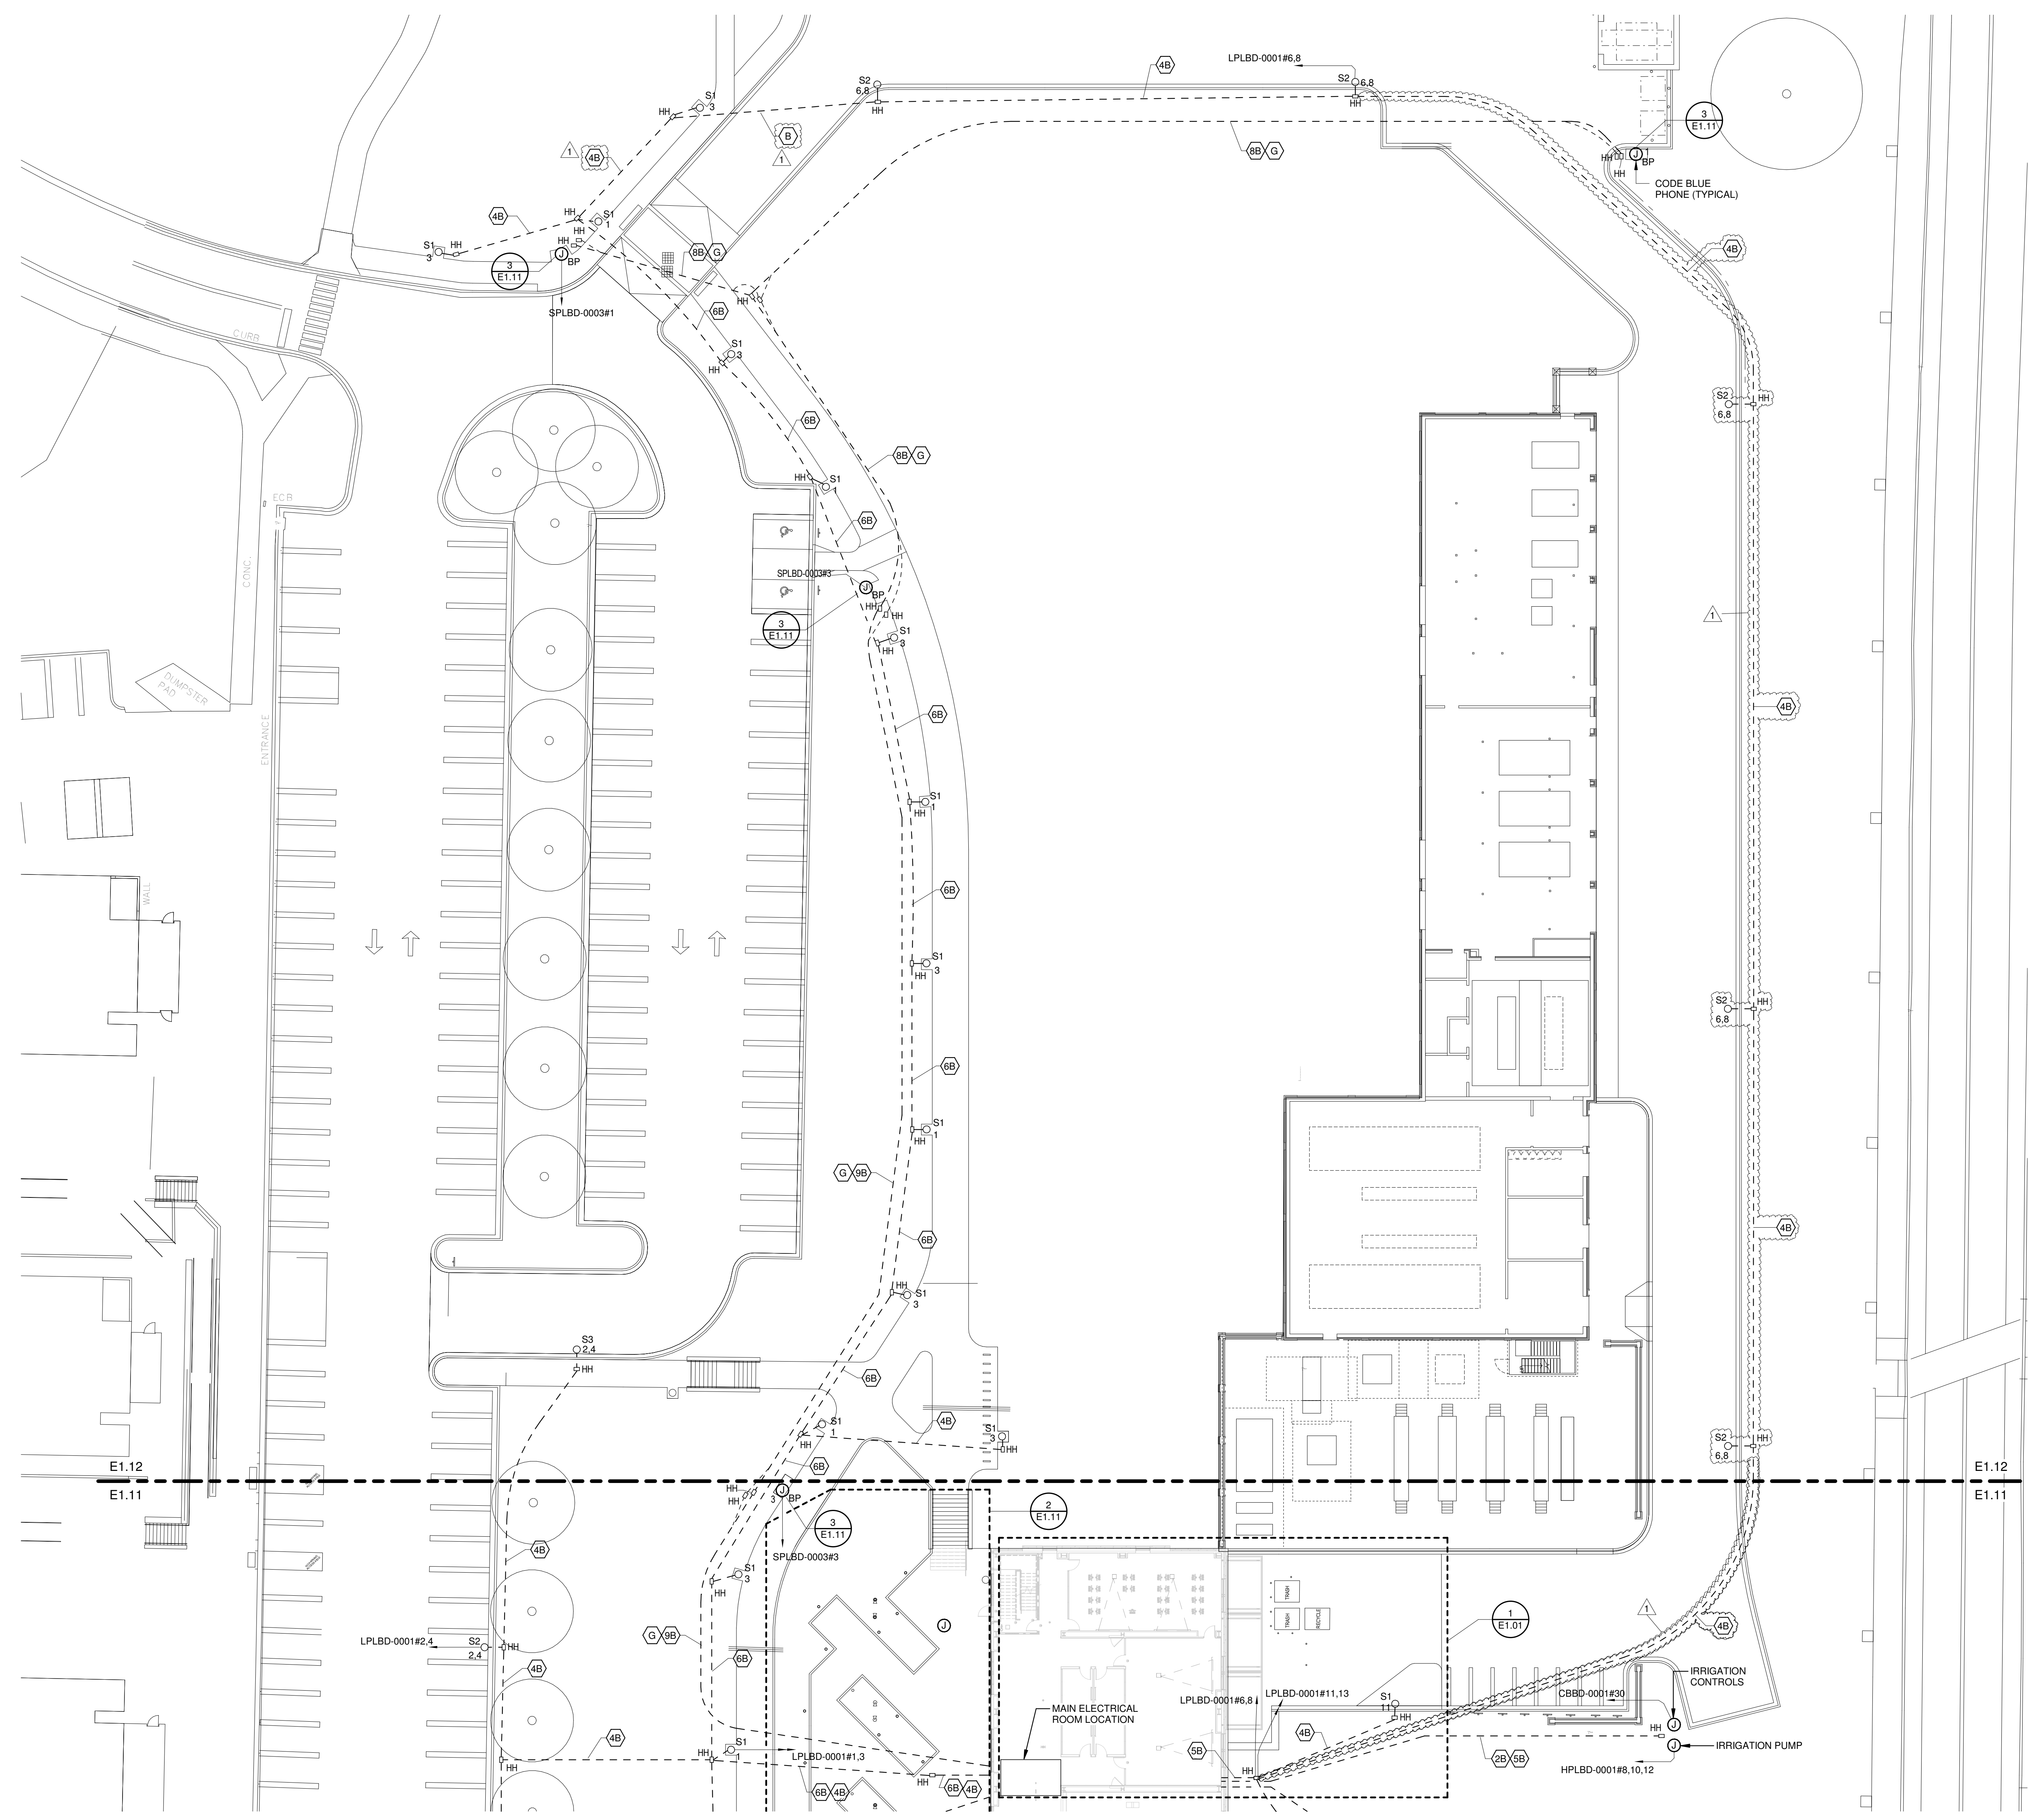 LPLBD-0001#6,8
4B
S2
6,8
S2
6,8
HH
HH
S1
3
HH
B
1
1
4B
3
E1.11
8B
G
HH
J
1
BP
HH
CODE BLUE
PHONE (TYPICAL)
4B
HH
S1
1
HH
HH
S1
3
HH
J
BP
3
E1.11
8B
G
4B
SPLBD-0003#1
HH
6B
CURB
S1
3
HH
S2
6,8
HH
6B
8B
G
HH
S1
1
ECB
6B
CONC.
SPLBD-0003#3
J
BP
HH
HH
3
E1.11
S1
3
HH
1
DUMPSTER
PAD
ENTRANCE
6B
4B
S1
1
HH
WALL
6B
S1
3
HH
S2
6,8
HH
6B
S1
1
HH
G
9B
6B
4B
HH
S1
3
S3
2,4
HH
6B
4B
S1
1
HH
S1
3
HH
S2
6,8
HH
6B
E1.12
E1.12
E1.11
E1.11
HH
HH
3
J
BP
2
E1.11
3
E1.11
4B
SPLBD-0003#3
S1
3
HH
TRASH
TRASH
RECYCLE
J
1
E1.01
1
4B
LPLBD-0001#2,4
S2
2,4
HH
G
9B
6B
4B
IRRIGATION
CONTROLS
CBBD-0001#30
LPLBD-0001#6,8
LPLBD-0001#11,13
S1
11
HH
MAIN ELECTRICAL
ROOM LOCATION
J
HH
4B
4B
HH
S1
1
LPLBD-0001#1,3
HH
5B
2B
5B
J
IRRIGATION PUMP
HPLBD-0001#8,10,12
HH
HH
6B
4B
6B
4B